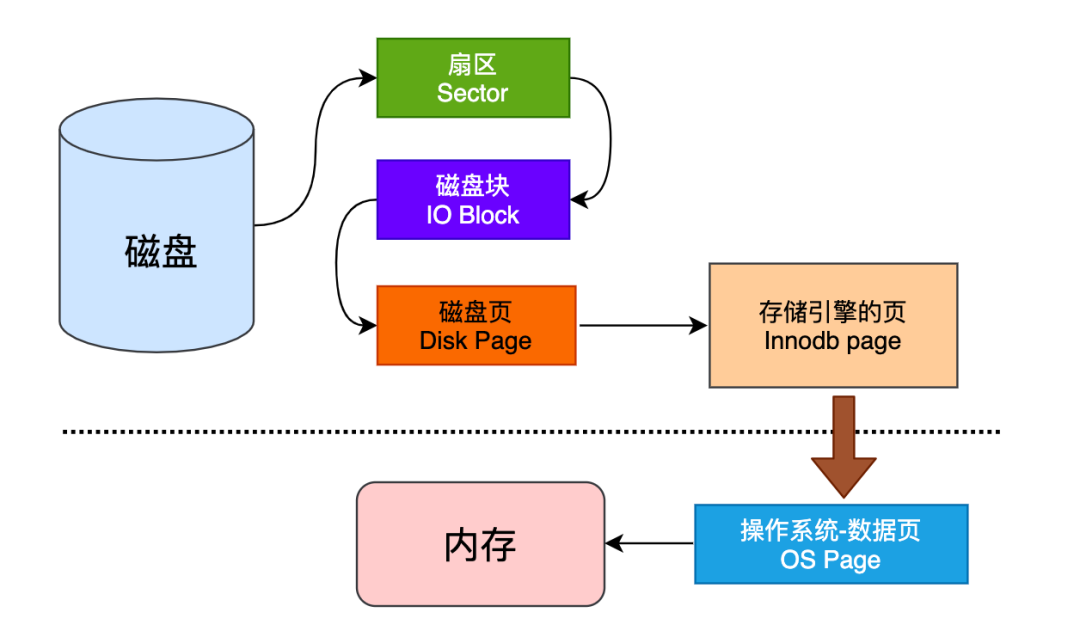 扇区
Sector
磁盘块
IO Block
磁盘
磁盘页
Disk Page
存储引擎的页
Innodb page
内存
操作系统-数据页
OS Page